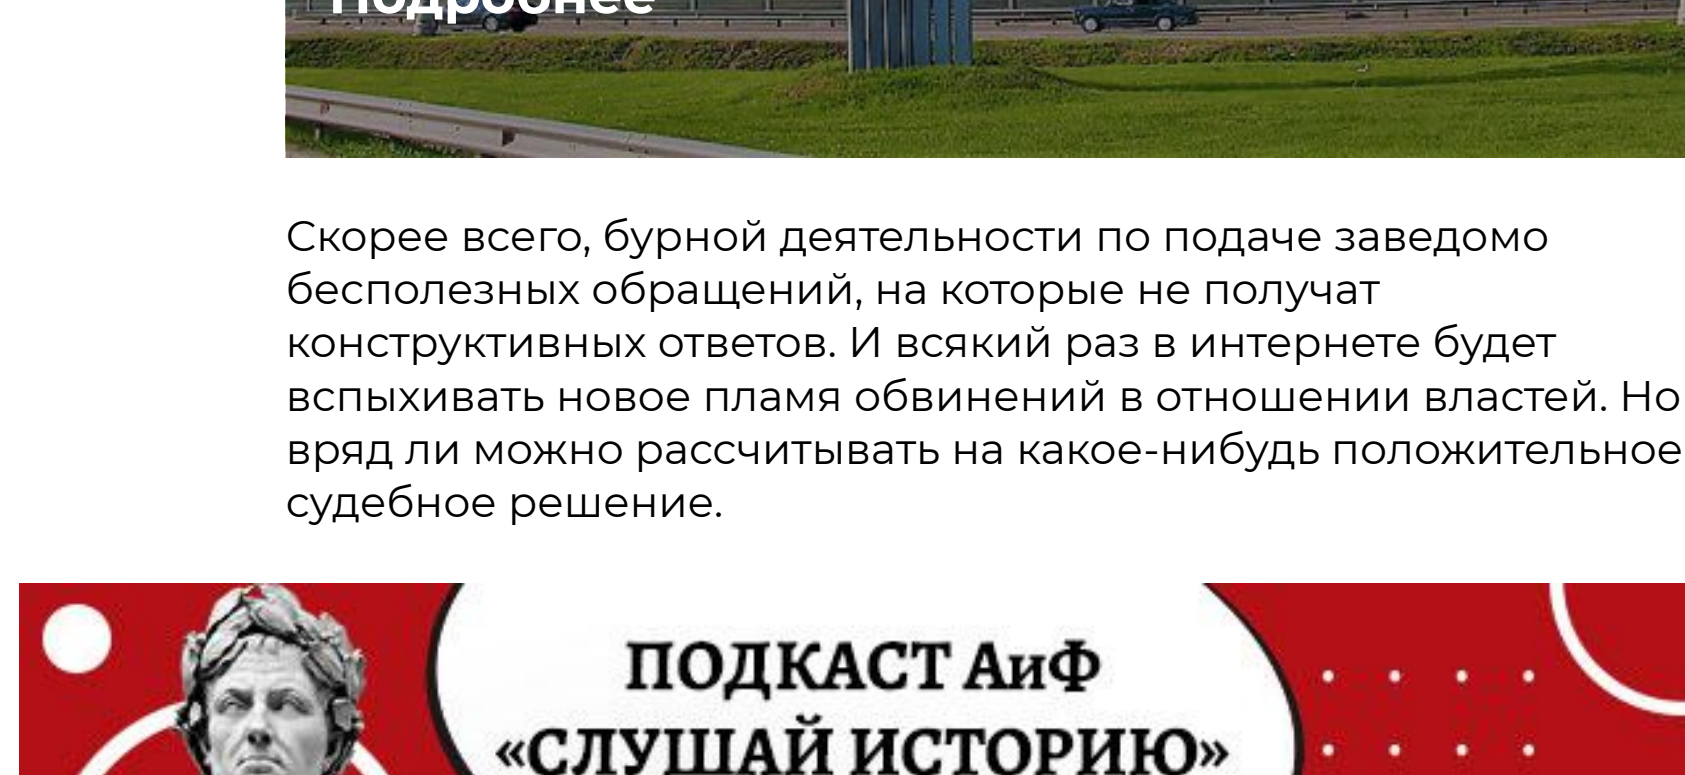 Подробнее
Скорее всего, бурной деятельности по подаче заведомо
бесполезных обращений, на которые не получат
конструктивных ответов. И всякий раз в интернете будет
вспыхивать новое пламя обвинений в отношении властей. Но
вряд ли можно рассчитывать на какое-нибудь положительное
судебное решение.
ПОДКАСТ АиФ
«СЛУШАЙ ИСТОРИЮ»